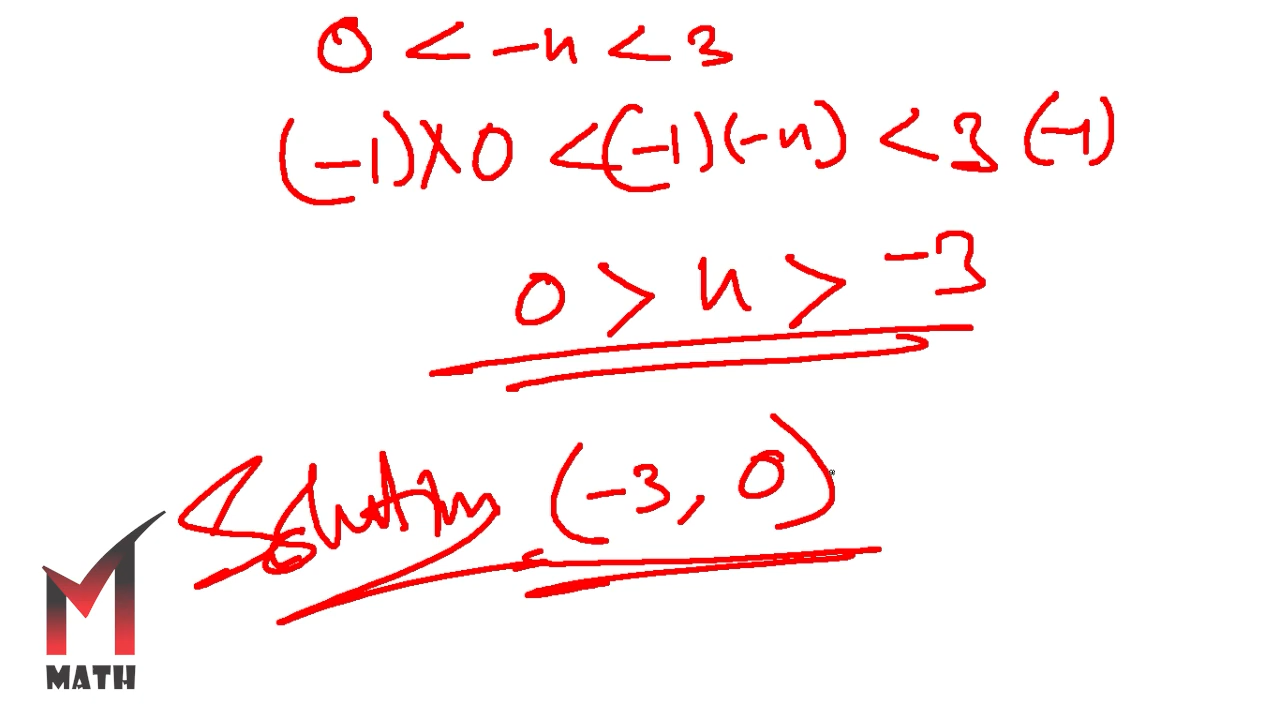 0 < -x < 3
(-1)×0 < (-1)(-x) < 3(-1)
0 > x > -3
Solution (-3, 0)
MATH